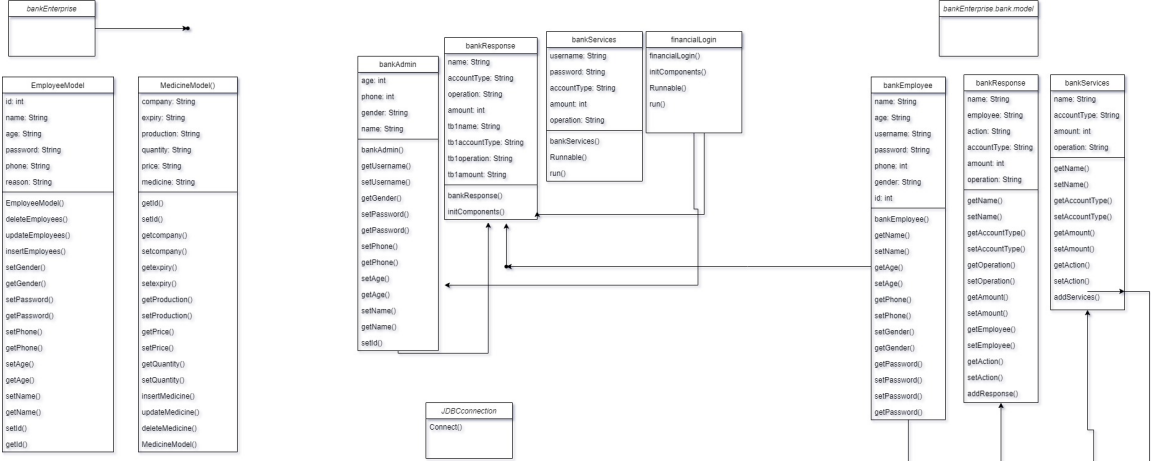 bankEnterprise
EmployeeModel
id: int
name: String
age: String
password: String
phone: String
reason: String
EmployeeModel()
deleteEmployees()
updateEmployees()
insertEmployees()
setGender()
getGender()
setPassword()
getPassword()
setPhone()
getPhone()
setAge()
getAge()
setName()
getName()
setId()
getId()
MedicineModel()
company: String
expiry: String
production: String
quantity: String
price: String
medicine: String
getId()
setId()
getcompany()
setcompany()
getexpiry()
setexpiry()
getProduction()
setProduction()
getPrice()
setPrice()
getQuantity()
setQuantity()
insertMedicine()
updateMedicine()
deleteMedicine()
MedicineModel()
bankAdmin
age: int
phone: int
gender: String
name: String
bankAdmin()
getUsername()
setUsername()
getGender()
setPassword()
getPassword()
setPhone()
getPhone()
setAge()
getAge()
setName()
getName()
setId()
bankResponse
name: String
accountType: String
operation: String
amount: int
tb1name: String
tb1accountType: String
tb1operation: String
tb1amount: String
bankResponse()
initComponents()
bankServices
username: String
password: String
accountType: String
amount: int
operation: String
bankServices()
Runnable()
run()
financialLogin
financialLogin()
initComponents()
Runnable()
run()
JDBCconnection
Connect()
bankEnterprise.bank.model
bankEmployee
name: String
age: String
username: String
password: String
phone: int
gender: String
id: int
bankEmployee()
getName()
setName()
getAge()
setAge()
getPhone()
setPhone()
setGender()
getGender()
getPassword()
setPassword()
setPassword()
getPassword()
bankResponse
name: String
employee: String
action: String
accountType: String
amount: int
operation: String
getName()
setName()
getAccountType()
setAccountType()
getOperation()
setOperation()
getAmount()
setAmount()
getEmployee()
setEmployee()
getAction()
setAction()
addResponse()
bankServices
name: String
accountType: String
amount: int
operation: String
getName()
setName()
getAccountType()
setAccountType()
getAmount()
setAmount()
getAction()
setAction()
addServices()